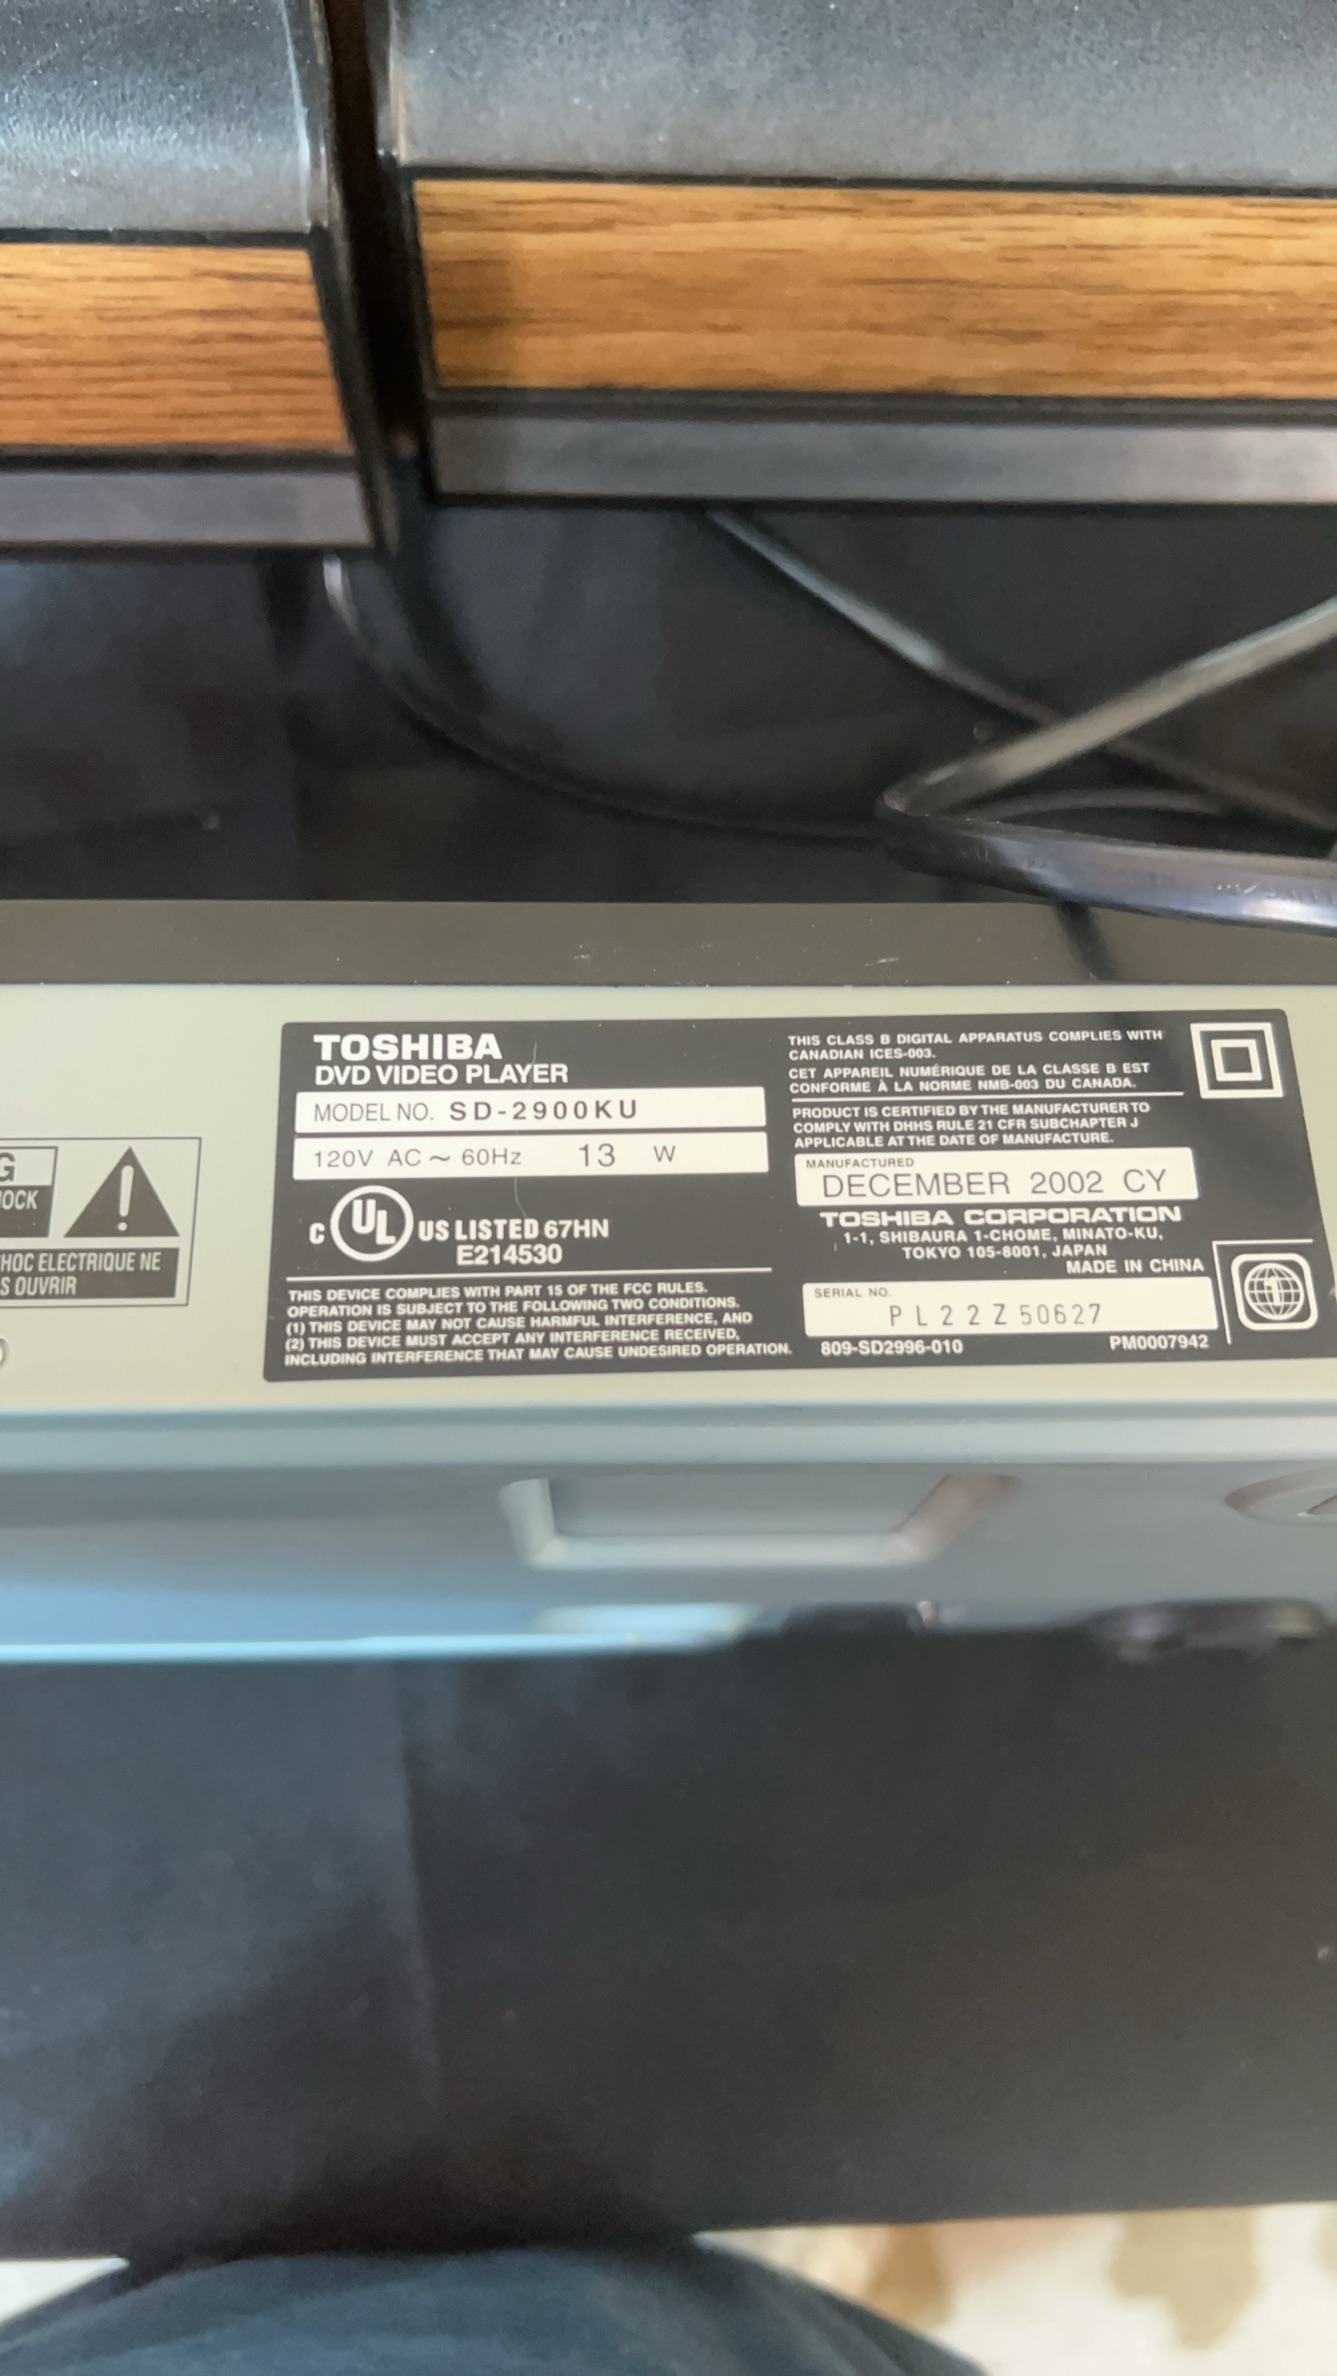 TOSHIBA
DVD VIDEO PLAYER
MODEL NO. SD-2900KU
120V AC ~ 60Hz 13 W
C UL US LISTED 67HN
E214530
THIS DEVICE COMPLIES WITH PART 15 OF THE FCC RULES.
OPERATION IS SUBJECT TO THE FOLLOWING TWO CONDITIONS.
(1) THIS DEVICE MAY NOT CAUSE HARMFUL INTERFERENCE, AND
(2) THIS DEVICE MUST ACCEPT ANY INTERFERENCE RECEIVED,
INCLUDING INTERFERENCE THAT MAY CAUSE UNDESIRED OPERATION.
THIS CLASS B DIGITAL APPARATUS COMPLIES WITH
CANADIAN ICES-003.
CET APPAREIL NUMÉRIQUE DE LA CLASSE B EST
CONFORME À LA NORME NMB-003 DU CANADA.
PRODUCT IS CERTIFIED BY THE MANUFACTURER TO
COMPLY WITH DHHS RULE 21 CFR SUBCHAPTER J
APPLICABLE AT THE DATE OF MANUFACTURE.
MANUFACTURED
DECEMBER 2002 CY
TOSHIBA CORPORATION
1-1, SHIBAURA 1-CHOME, MINATO-KU,
TOKYO 105-8001, JAPAN
MADE IN CHINA
SERIAL NO.
PL22Z50627
809-SD2996-010 PM0007942
1
G
OCK
HOC ELECTRIQUE NE
S OUVRIR